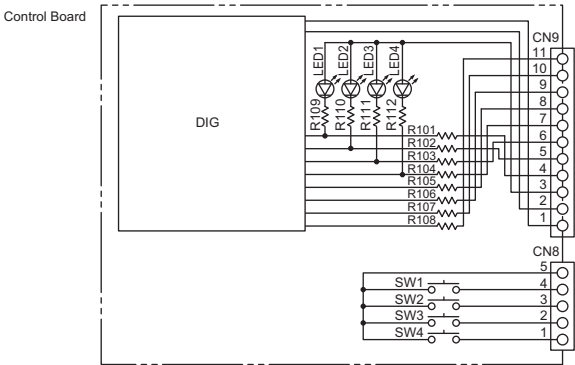 Control Board
CN9
DIG
LED1
LED2
LED3
LED4
R109
R110
R111
R112
R101
R102
R103
R104
R105
R106
R107
R108
11
10
9
8
7
6
5
4
3
2
1
CN8
SW1
SW2
SW3
SW4
5
4
3
2
1